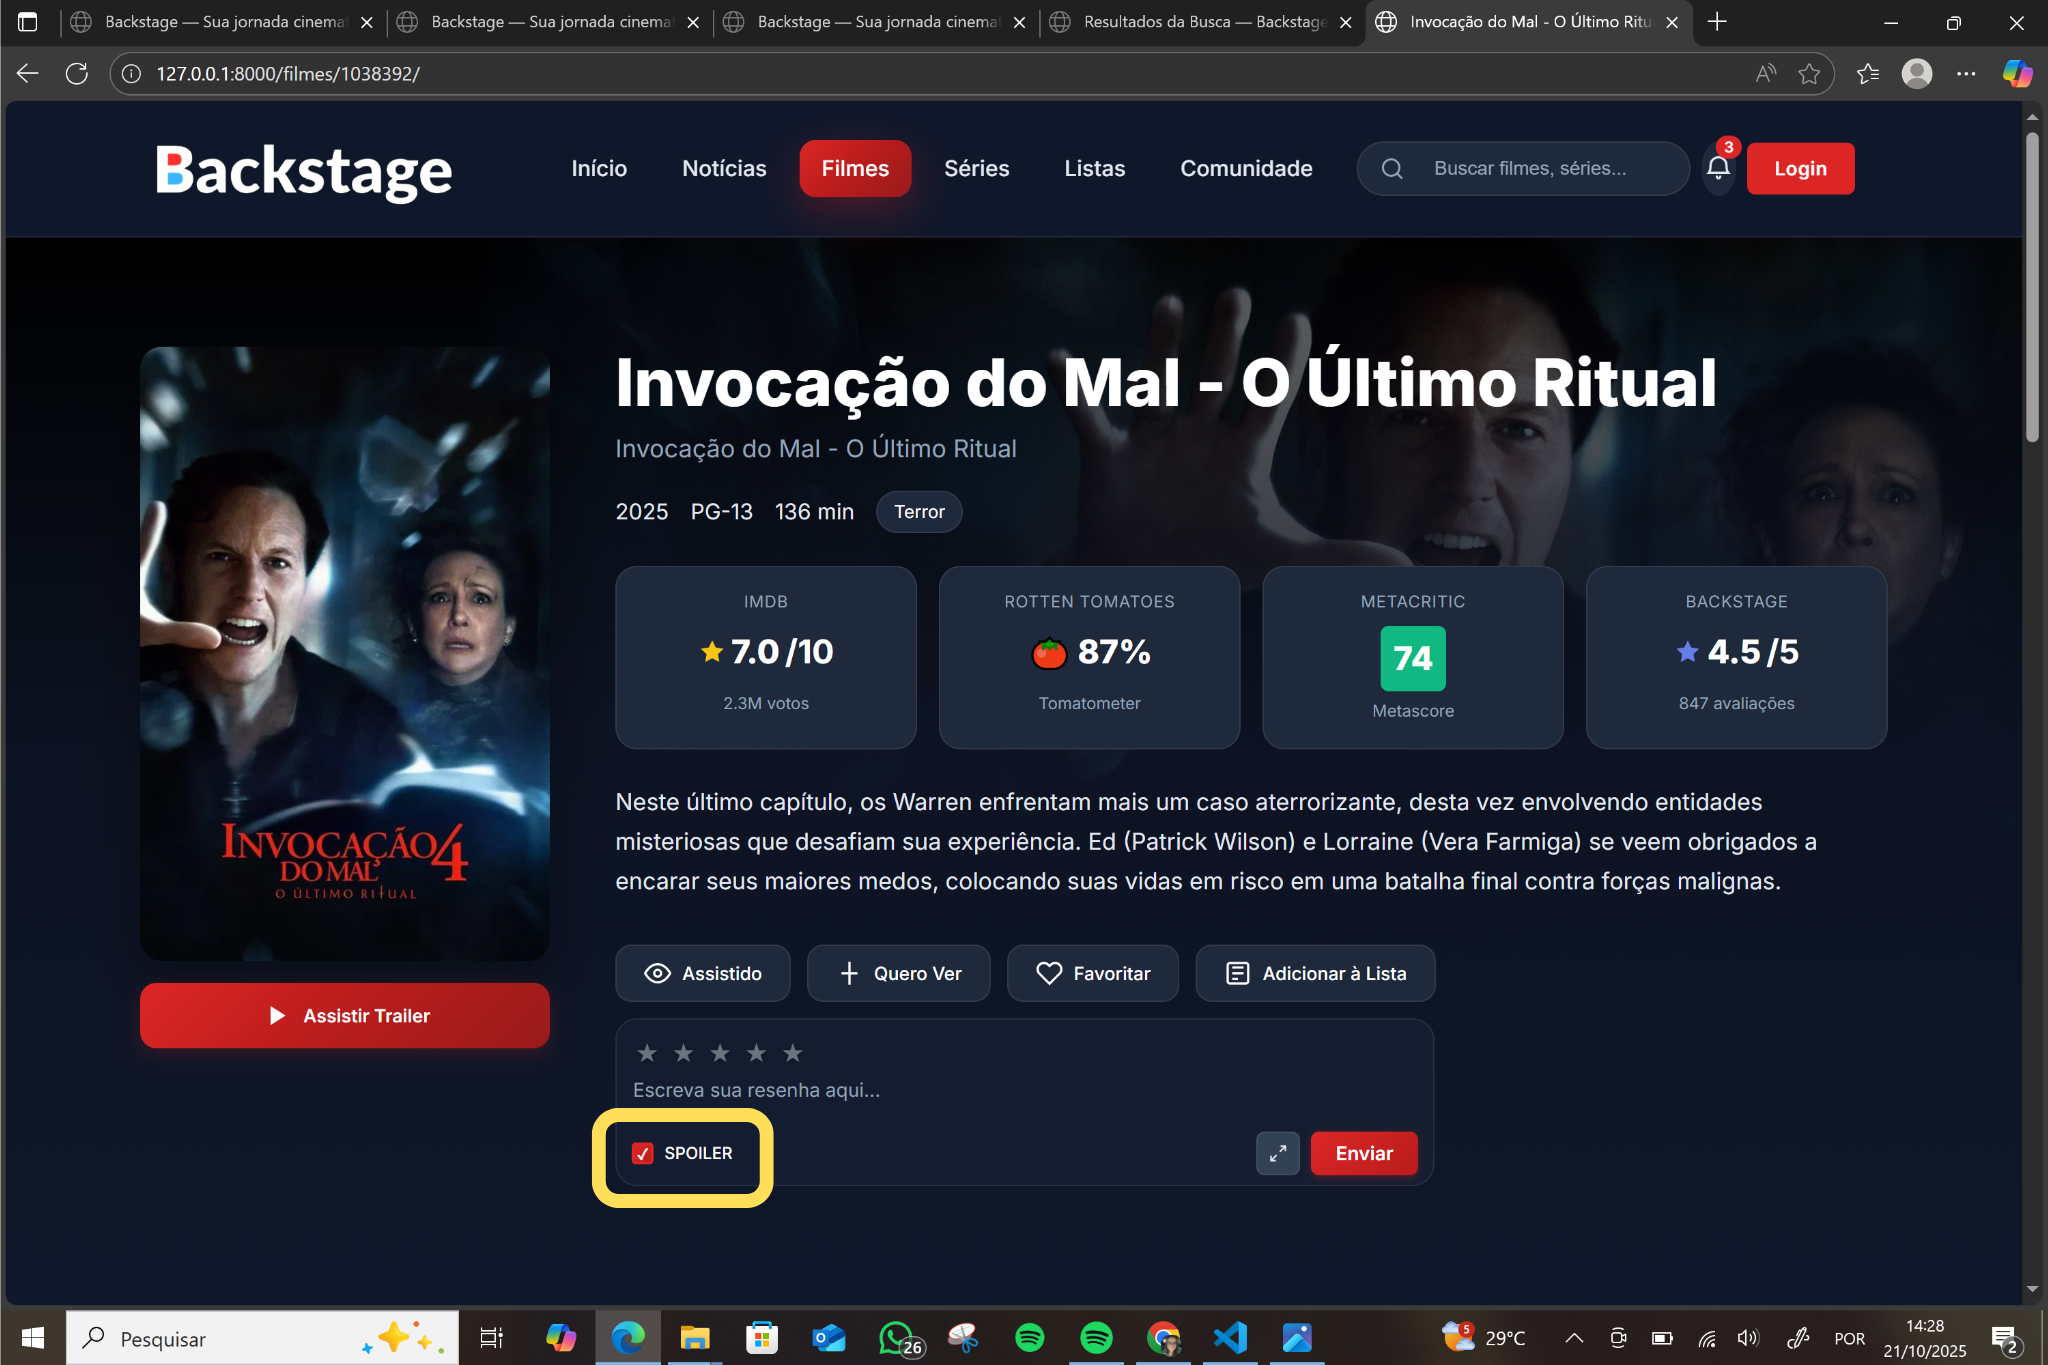 Backstage — Sua jornada cinemat
Backstage — Sua jornada cinemat
Backstage — Sua jornada cinemat
Resultados da Busca — Backstage
Invocação do Mal - O Último Ritu
127.0.0.1:8000/filmes/1038392/
Backstage
Início
Notícias
Filmes
Séries
Listas
Comunidade
Buscar filmes, séries...
3
Login
Invocação do Mal - O Último Ritual
Invocação do Mal - O Último Ritual
2025 PG-13 136 min Terror
IMDB
7.0 /10
2.3M votos
ROTTEN TOMATOES
87%
Tomatometer
METACRITIC
74
Metascore
BACKSTAGE
4.5 /5
847 avaliações
INVOCAÇÃO 4
DO MAL
O ÚLTIMO RITUAL
Assistir Trailer
Neste último capítulo, os Warren enfrentam mais um caso aterrorizante, desta vez envolvendo entidades
misteriosas que desafiam sua experiência. Ed (Patrick Wilson) e Lorraine (Vera Farmiga) se veem obrigados a
encarar seus maiores medos, colocando suas vidas em risco em uma batalha final contra forças malignas.
Assistido
Quero Ver
Favoritar
Adicionar à Lista
Escreva sua resenha aqui...
SPOILER
Enviar
Pesquisar
26
5
29°C
POR
14:28
21/10/2025
2